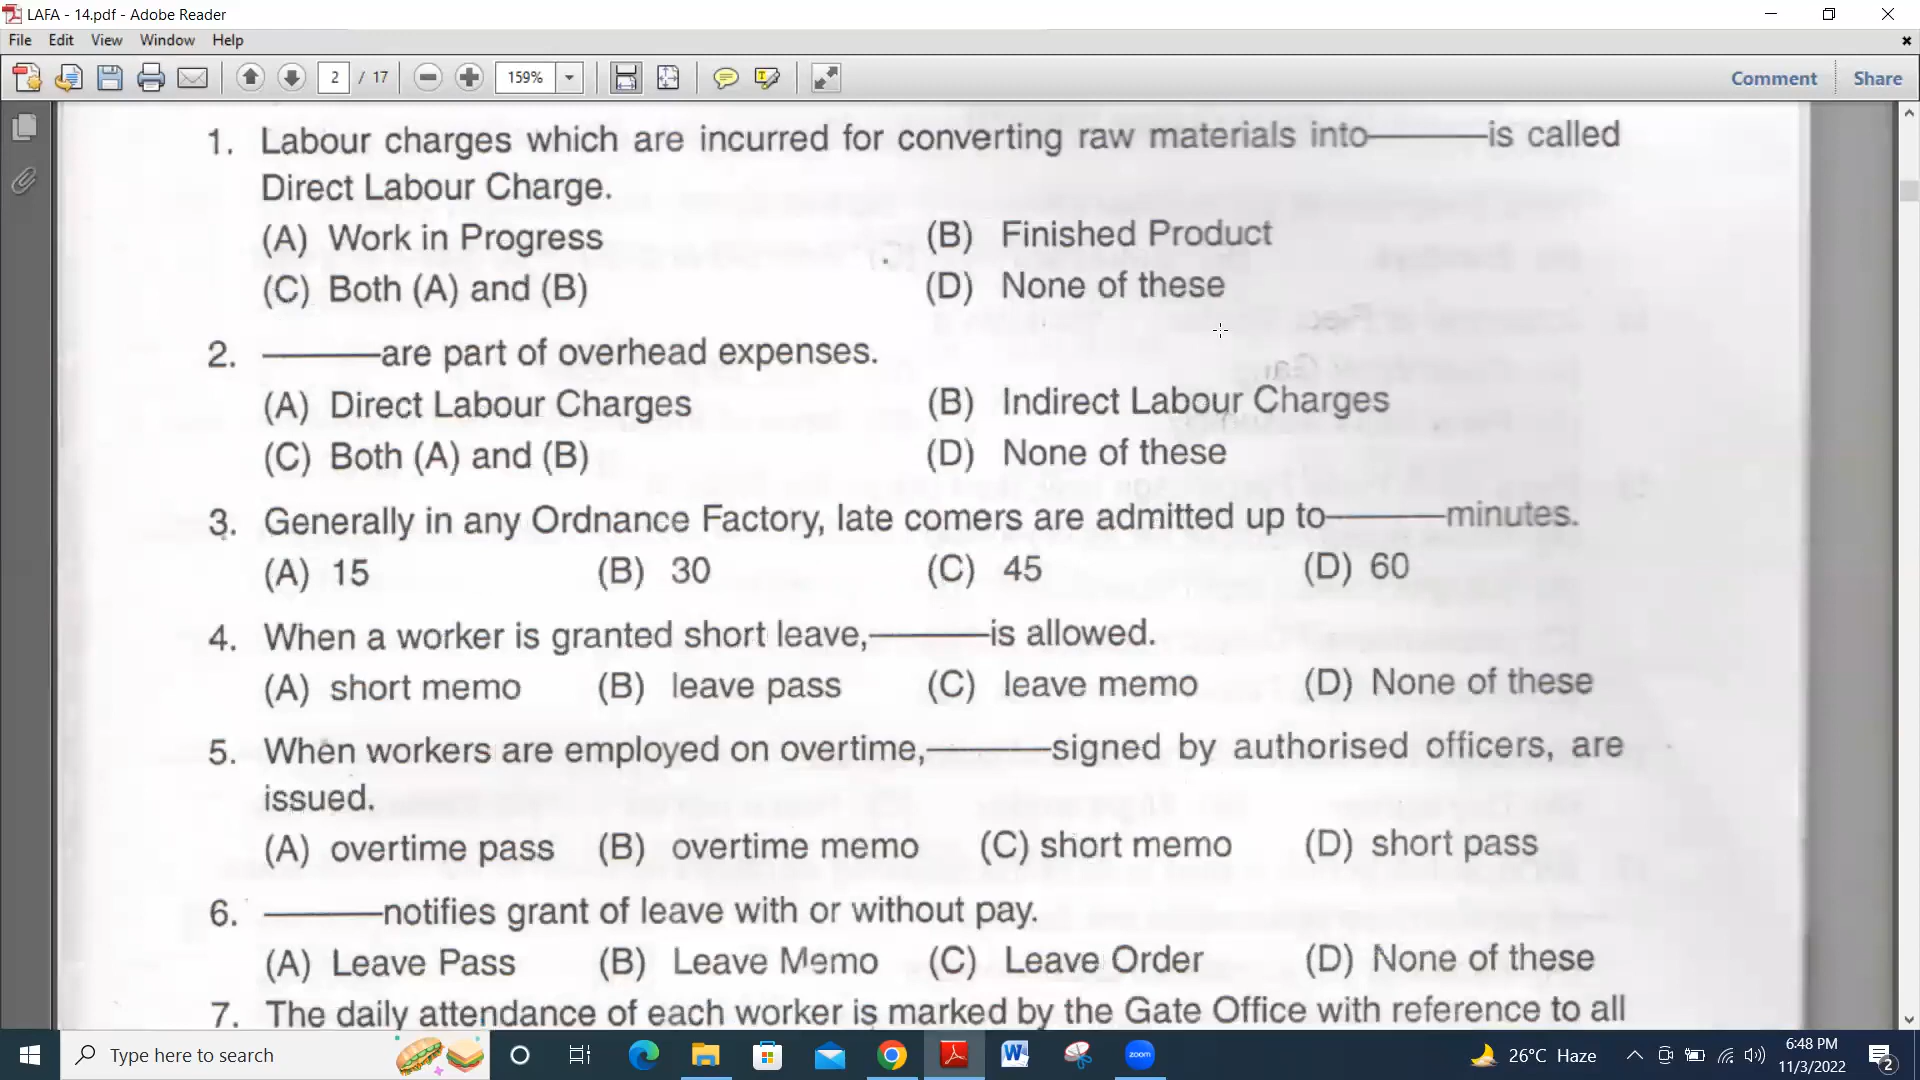 LAFA - 14.pdf - Adobe Reader
File Edit View Window Help
2 / 17 159% Comment Share
1. Labour charges which are incurred for converting raw materials into———is called
Direct Labour Charge.
(A) Work in Progress (B) Finished Product
(C) Both (A) and (B) (D) None of these
2. ———are part of overhead expenses.
(A) Direct Labour Charges (B) Indirect Labour Charges
(C) Both (A) and (B) (D) None of these
3. Generally in any Ordnance Factory, late comers are admitted up to———minutes.
(A) 15 (B) 30 (C) 45 (D) 60
4. When a worker is granted short leave,———is allowed.
(A) short memo (B) leave pass (C) leave memo (D) None of these
5. When workers are employed on overtime,———signed by authorised officers, are
issued.
(A) overtime pass (B) overtime memo (C) short memo (D) short pass
6. ———notifies grant of leave with or without pay.
(A) Leave Pass (B) Leave Memo (C) Leave Order (D) None of these
7. The daily attendance of each worker is marked by the Gate Office with reference to all
Type here to search zoom 26°C Haze 6:48 PM
11/3/2022 2